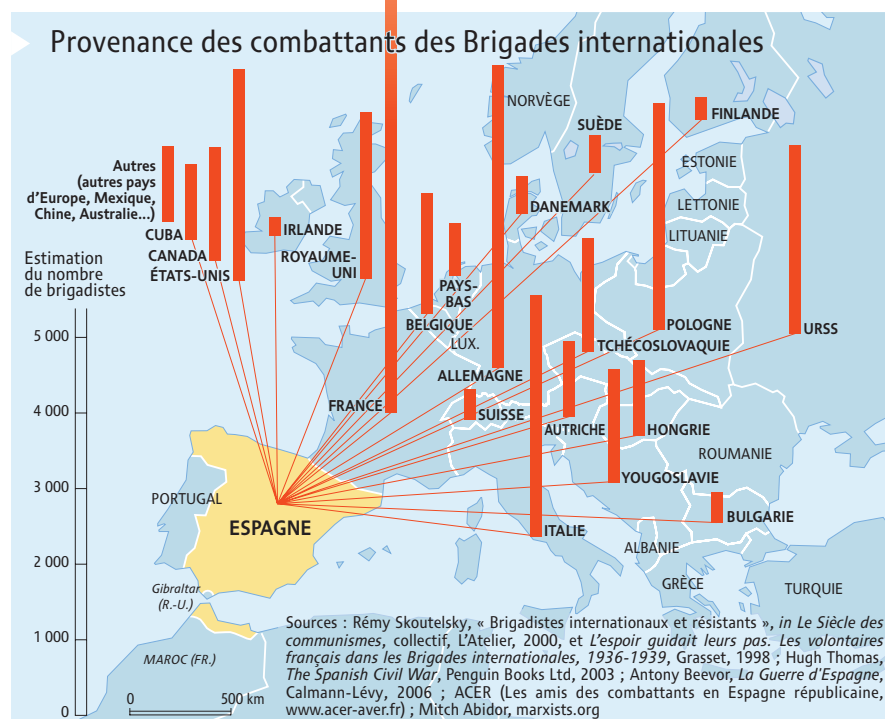 Provenance des combattants des Brigades internationales
NORVÈGE
FINLANDE
SUÈDE
Autres
(autres pays
d'Europe, Mexique,
Chine, Australie...)
ESTONIE
DANEMARK
LETTONIE
CUBA
IRLANDE
LITUANIE
CANADA
ROYAUME-
UNI
ÉTATS-UNIS
PAYS-
BAS
Estimation
du nombre
de brigadistes
BELGIQUE
POLOGNE
URSS
LUX.
TCHÉCOSLOVAQUIE
5 000
ALLEMAGNE
FRANCE
SUISSE
4 000
AUTRICHE
HONGRIE
ROUMANIE
YOUGOSLAVIE
3 000
PORTUGAL
BULGARIE
ESPAGNE
ITALIE
ALBANIE
2 000
GRÈCE
TURQUIE
Gibraltar
(R.-U.)
1 000
MAROC (FR.)
0
0 500 km
Sources : Rémy Skoutelsky, « Brigadistes internationaux et résistants », in Le Siècle des
communismes, collectif, L'Atelier, 2000, et L'espoir guidait leurs pas. Les volontaires
français dans les Brigades internationales, 1936-1939, Grasset, 1998 ; Hugh Thomas,
The Spanish Civil War, Penguin Books Ltd, 2003 ; Antony Beevor, La Guerre d'Espagne,
Calmann-Lévy, 2006 ; ACER (Les amis des combattants en Espagne républicaine,
www.acer-aver.fr) ; Mitch Abidor, marxists.org